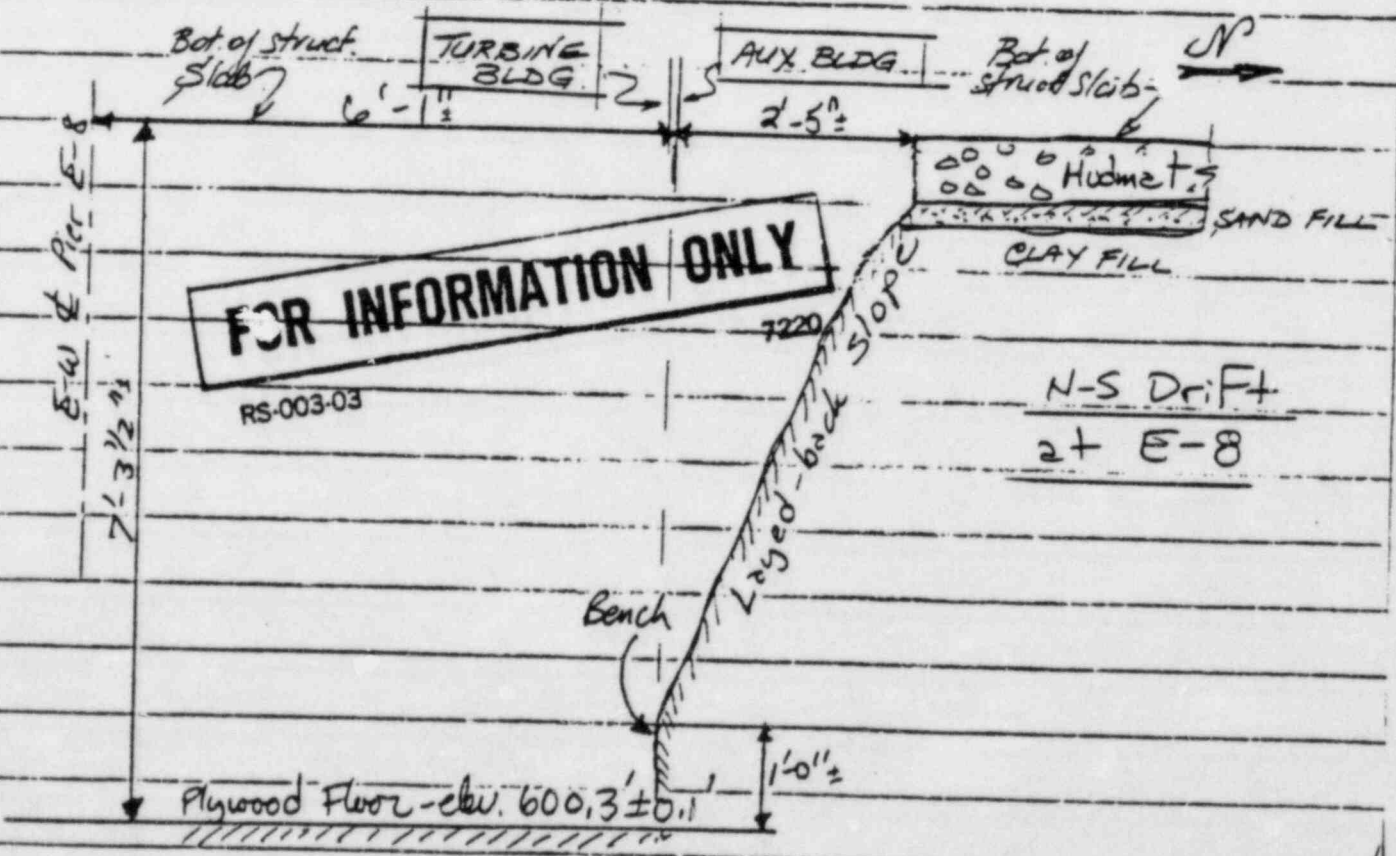 Bot. of struct.
Slab
TURBINE
BLDG.
AUX. BLDG
Bot. of
struct slab
N
6'-1"±
2'-5"±
E-W ℄ Pier E-8
7'-3 1/2"±
Hudmat
SAND FILL
CLAY FILL
FOR INFORMATION ONLY
7220
RS-003-03
Layed-back slope
N-S Drift
at E-8
Bench
1'-0"±
Plywood Floor-elev. 600.3'±0.1'